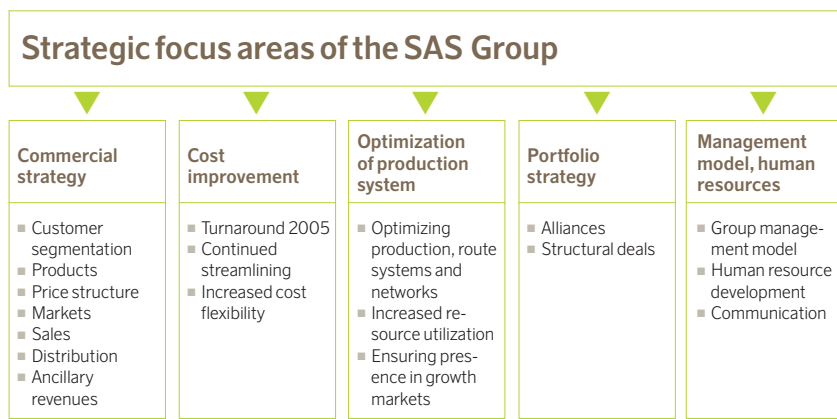 Strategic focus areas of the SAS Group
Commercial
strategy
■ Customer
segmentation
■ Products
■ Price structure
■ Markets
■ Sales
■ Distribution
■ Ancillary
revenues
Cost
improvement
■ Turnaround 2005
■ Continued
streamlining
■ Increased cost
flexibility
Optimization
of production
system
■ Optimizing
production, route
systems and
networks
■ Increased re-
source utilization
■ Ensuring pres-
ence in growth
markets
Portfolio
strategy
■ Alliances
■ Structural deals
Management
model, human
resources
■ Group manage-
ment model
■ Human resource
development
■ Communication